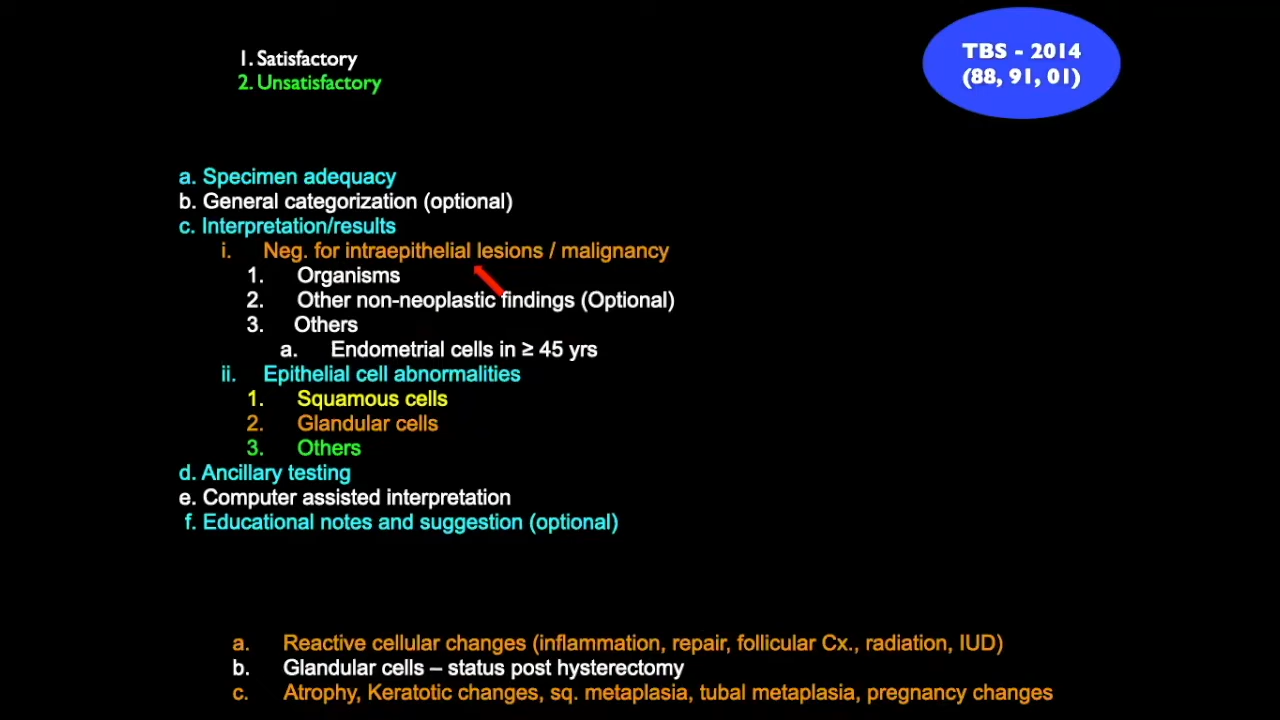 1. Satisfactory
2. Unsatisfactory
TBS - 2014
(88, 91, 01)
a. Specimen adequacy
b. General categorization (optional)
c. Interpretation/results
i. Neg. for intraepithelial lesions / malignancy
1. Organisms
2. Other non-neoplastic findings (Optional)
3. Others
a. Endometrial cells in ≥ 45 yrs
ii. Epithelial cell abnormalities
1. Squamous cells
2. Glandular cells
3. Others
d. Ancillary testing
e. Computer assisted interpretation
f. Educational notes and suggestion (optional)
a. Reactive cellular changes (inflammation, repair, follicular Cx., radiation, IUD)
b. Glandular cells – status post hysterectomy
c. Atrophy, Keratotic changes, sq. metaplasia, tubal metaplasia, pregnancy changes